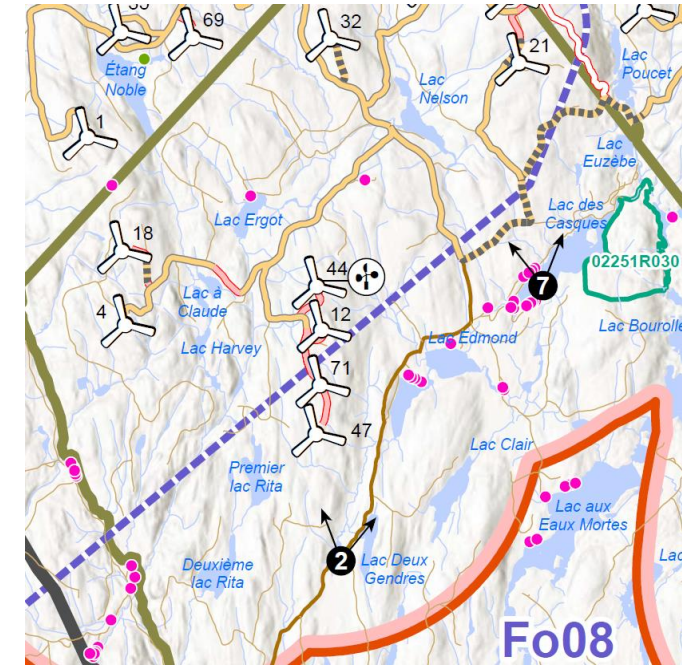 69
32
21
Lac
Poucet
Étang
Noble
Lac
Nelson
1
Lac
Euzèbe
Lac des
Casques
Lac Ergot
18
02251R030
44
7
4
Lac à
Claude
12
Lac Bourolle
Lac Edmond
Lac Harvey
71
47
Lac Clair
Premier
lac Rita
Lac aux
Eaux Mortes
2
Lac Deux
Gendres
Deuxième
lac Rita
Lac
Fo08